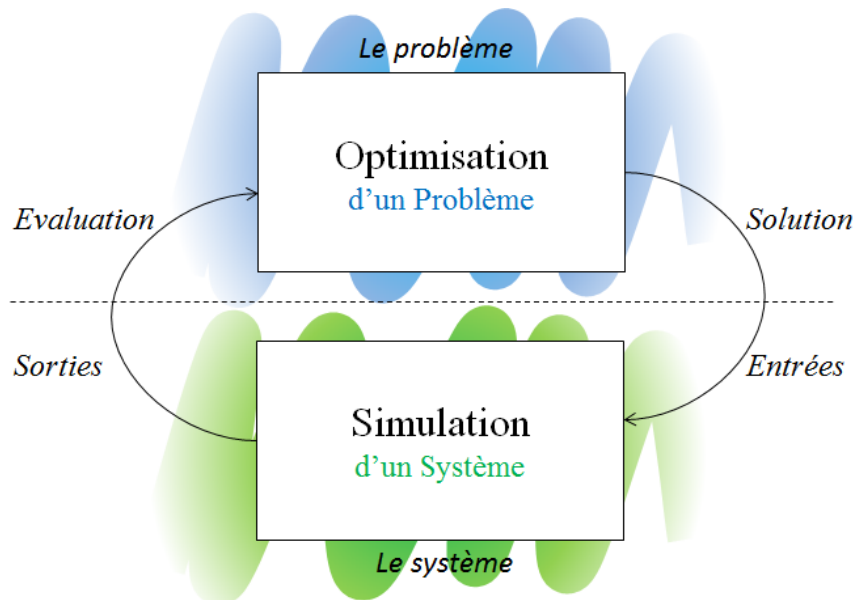 Le problème
Optimisation
d’un Problème
Evaluation
Solution
Sorties
Entrées
Simulation
d’un Système
Le système